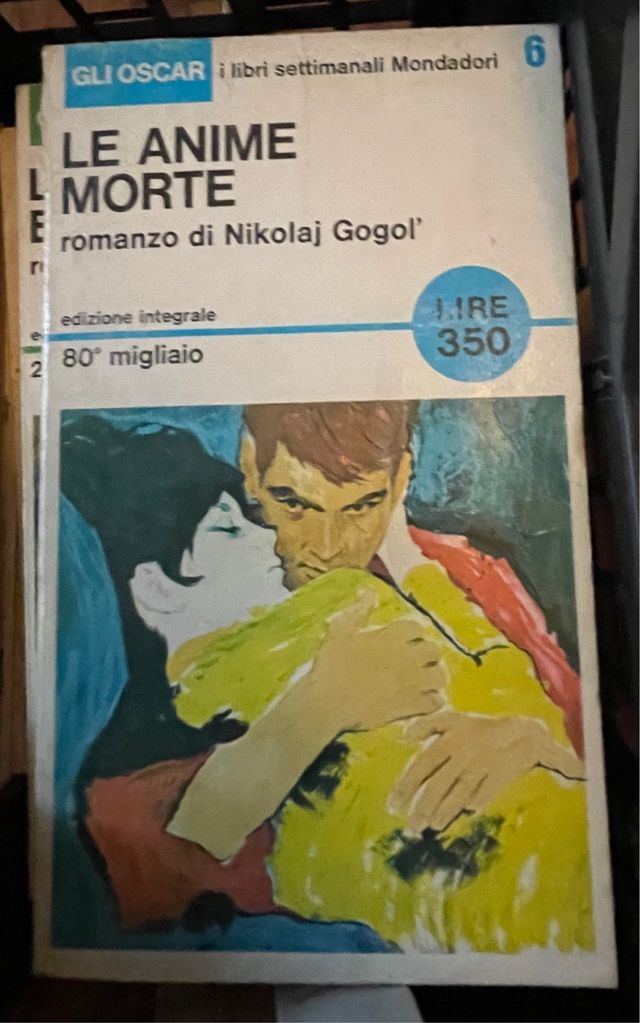 GLI OSCAR i libri settimanali Mondadori 6
LE ANIME
MORTE
romanzo di Nikolaj Gogol'
edizione integrale
80° migliaio
LIRE
350
L
E
r
e
2